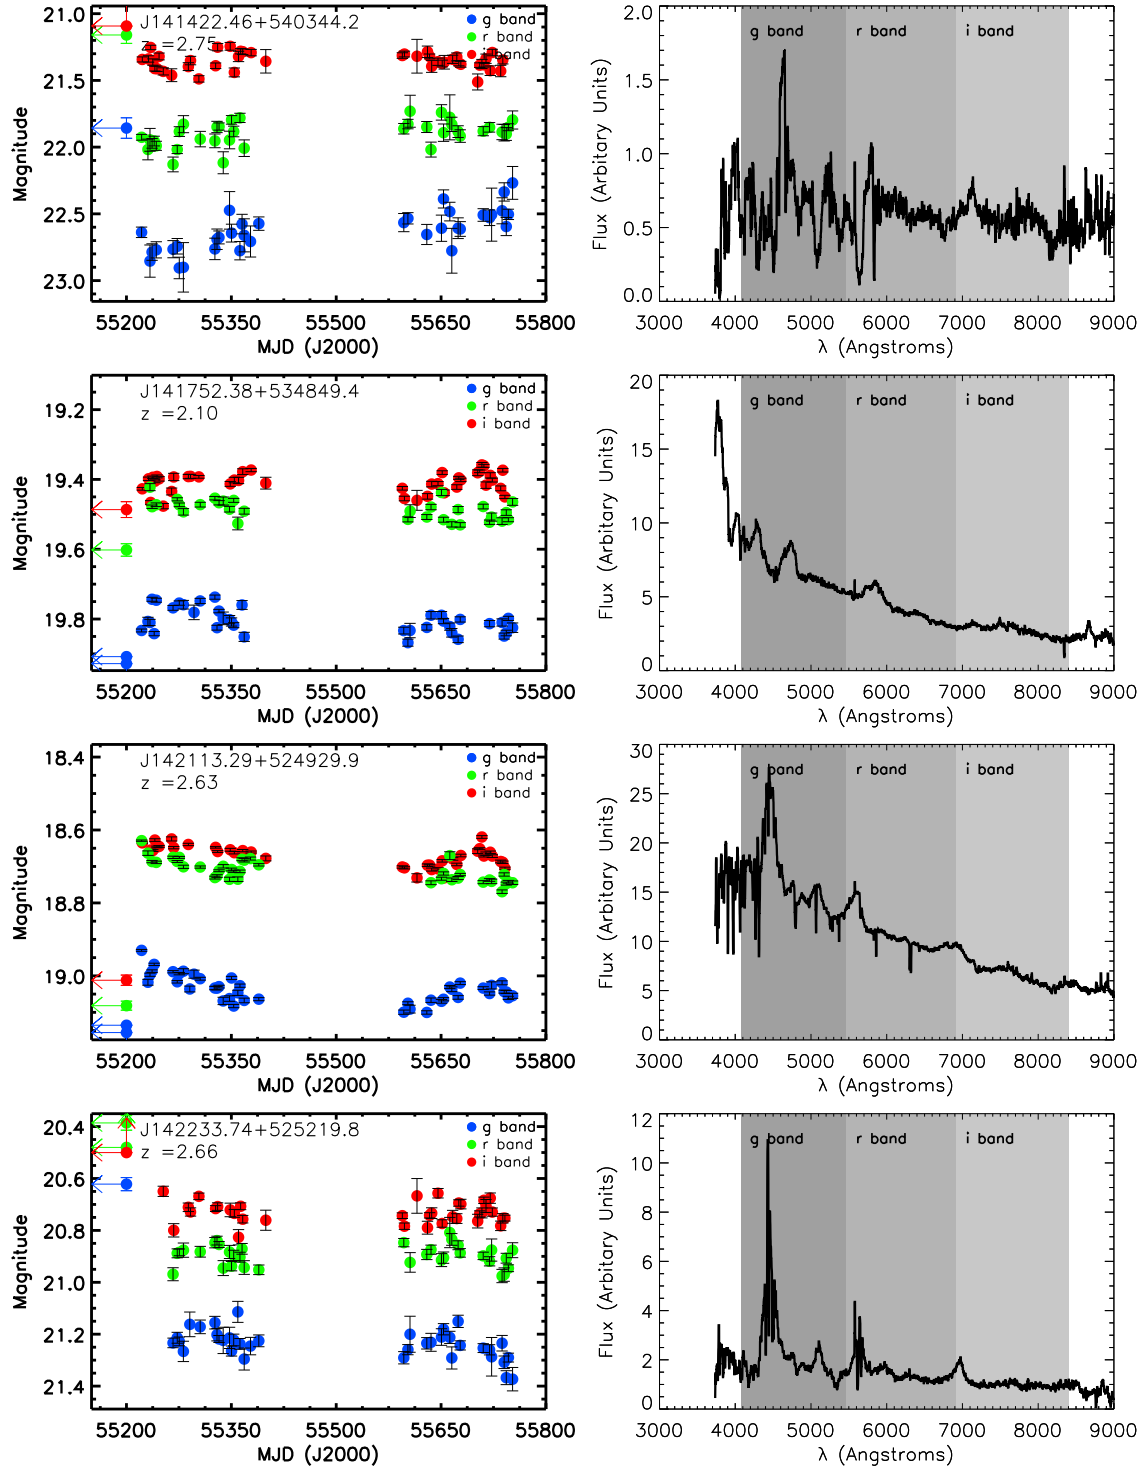 J141422.46+540344.2
z =2.75
g band
r band
i band
21.0
21.5
22.0
22.5
23.0
Magnitude
55200 55350 55500 55650 55800
MJD (J2000)
g band r band i band
2.0
1.5
1.0
0.5
0.0
Flux (Arbitary Units)
3000 4000 5000 6000 7000 8000 9000
λ (Angstroms)
J141752.38+534849.4
z =2.10
g band
r band
i band
19.2
19.4
19.6
19.8
Magnitude
55200 55350 55500 55650 55800
MJD (J2000)
g band r band i band
20
15
10
5
0
Flux (Arbitary Units)
3000 4000 5000 6000 7000 8000 9000
λ (Angstroms)
J142113.29+524929.9
z =2.63
g band
r band
i band
18.4
18.6
18.8
19.0
Magnitude
55200 55350 55500 55650 55800
MJD (J2000)
g band r band i band
30
25
20
15
10
5
0
Flux (Arbitary Units)
3000 4000 5000 6000 7000 8000 9000
λ (Angstroms)
J142233.74+525219.8
z =2.66
g band
r band
i band
20.4
20.6
20.8
21.0
21.2
21.4
Magnitude
55200 55350 55500 55650 55800
MJD (J2000)
g band r band i band
12
10
8
6
4
2
0
Flux (Arbitary Units)
3000 4000 5000 6000 7000 8000 9000
λ (Angstroms)